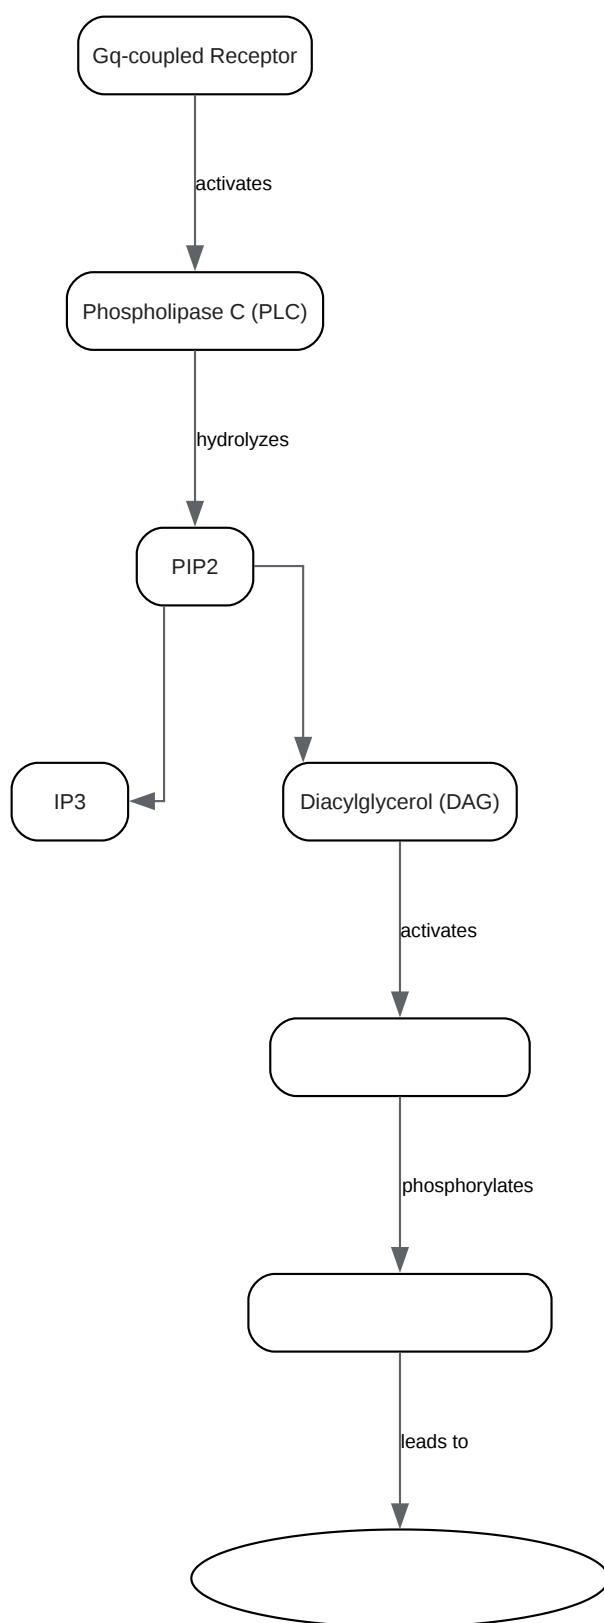 Gq-coupled Receptor
activates
Phospholipase C (PLC)
hydrolyzes
PIP2
IP3
Diacylglycerol (DAG)
activates
phosphorylates
leads to